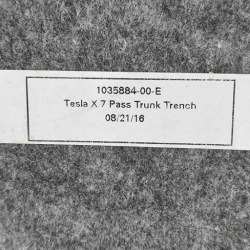 1035884-00-E
Tesla X 7 Pass Trunk Trench
08/21/16